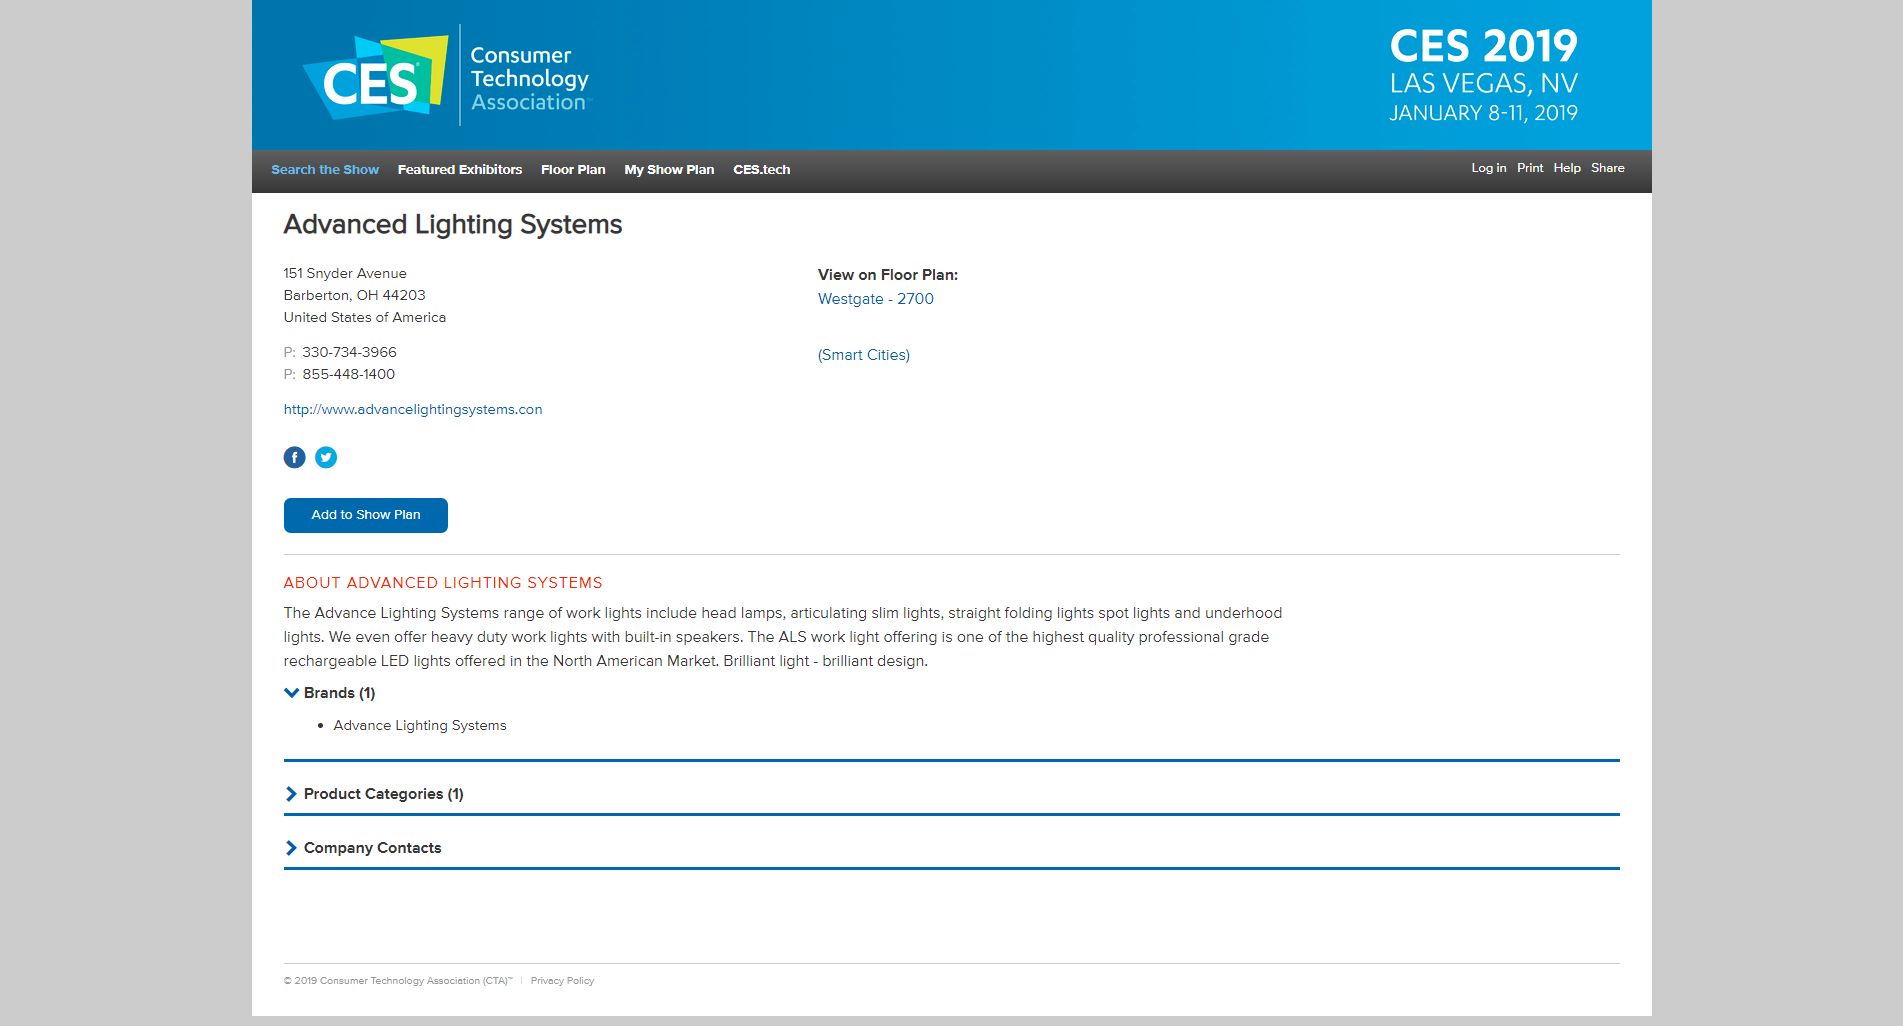 CES®
Consumer
Technology
Association™
CES 2019
LAS VEGAS, NV
JANUARY 8-11, 2019
Search the Show Featured Exhibitors Floor Plan My Show Plan CES.tech
Log in Print Help Share
Advanced Lighting Systems
151 Snyder Avenue
Barberton, OH 44203
United States of America
P: 330-734-3966
P: 855-448-1400
http://www.advancelightingsystems.con
f
Add to Show Plan
View on Floor Plan:
Westgate - 2700
(Smart Cities)
ABOUT ADVANCED LIGHTING SYSTEMS
The Advance Lighting Systems range of work lights include head lamps, articulating slim lights, straight folding lights spot lights and underhood
lights. We even offer heavy duty work lights with built-in speakers. The ALS work light offering is one of the highest quality professional grade
rechargeable LED lights offered in the North American Market. Brilliant light - brilliant design.
Brands (1)
• Advance Lighting Systems
Product Categories (1)
Company Contacts
© 2019 Consumer Technology Association (CTA)™ | Privacy Policy